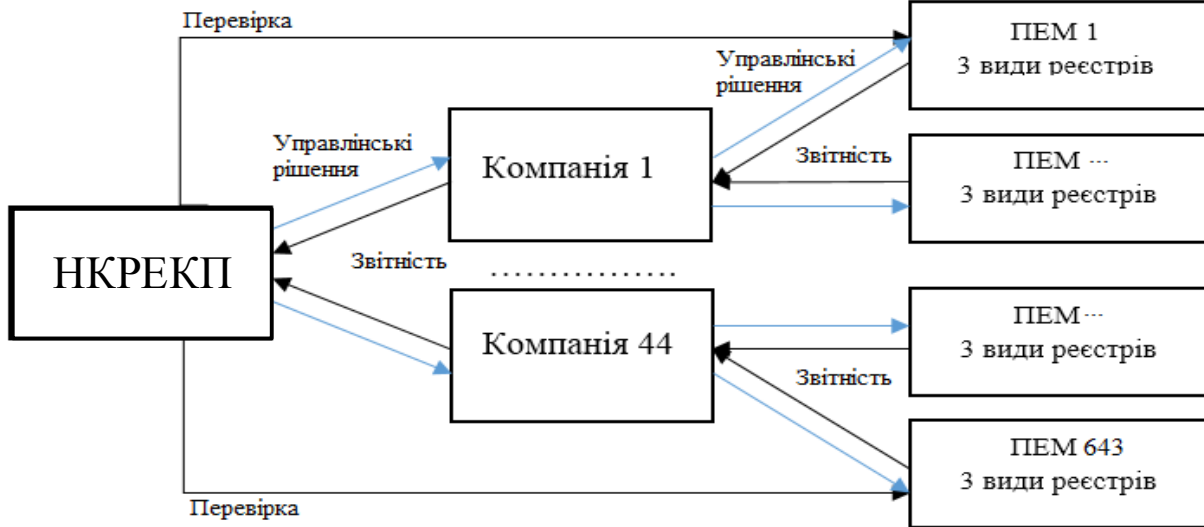 Перевірка
ПЕМ 1
3 види реєстрів
Управлінські
рішення
Управлінські
рішення
Компанія 1
Звітність
ПЕМ ...
3 види реєстрів
НКРЕКП
Звітність
................
Компанія 44
ПЕМ ...
3 види реєстрів
Звітність
ПЕМ 643
3 види реєстрів
Перевірка